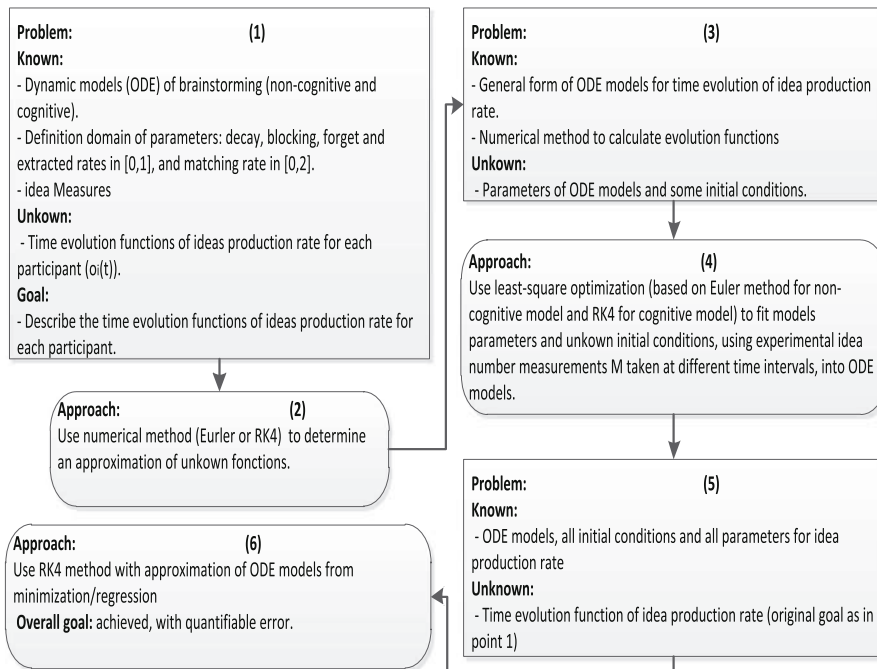 Problem: (1)
Known:
- Dynamic models (ODE) of brainstorming (non-cognitive and
cognitive).
- Definition domain of parameters: decay, blocking, forget and
extracted rates in [0,1], and matching rate in [0,2].
- idea Measures
Unkown:
- Time evolution functions of ideas production rate for each
participant (oi(t)).
Goal:
- Describe the time evolution functions of ideas production rate for
each participant.
Approach: (2)
Use numerical method (Eurler or RK4) to determine
an approximation of unkown fonctions.
Problem: (3)
Known:
- General form of ODE models for time evolution of idea production
rate.
- Numerical method to calculate evolution functions
Unknown:
- Parameters of ODE models and some initial conditions.
Approach: (4)
Use least-square optimization (based on Euler method for non-
cognitive model and RK4 for cognitive model) to fit models
parameters and unkown initial conditions, using experimental idea
number measurements M taken at different time intervals, into ODE
models.
Problem: (5)
Known:
- ODE models, all initial conditions and all parameters for idea
production rate
Unknown:
- Time evolution function of idea production rate (original goal as in
point 1)
Approach: (6)
Use RK4 method with approximation of ODE models from
minimization/regression
Overall goal: achieved, with quantifiable error.